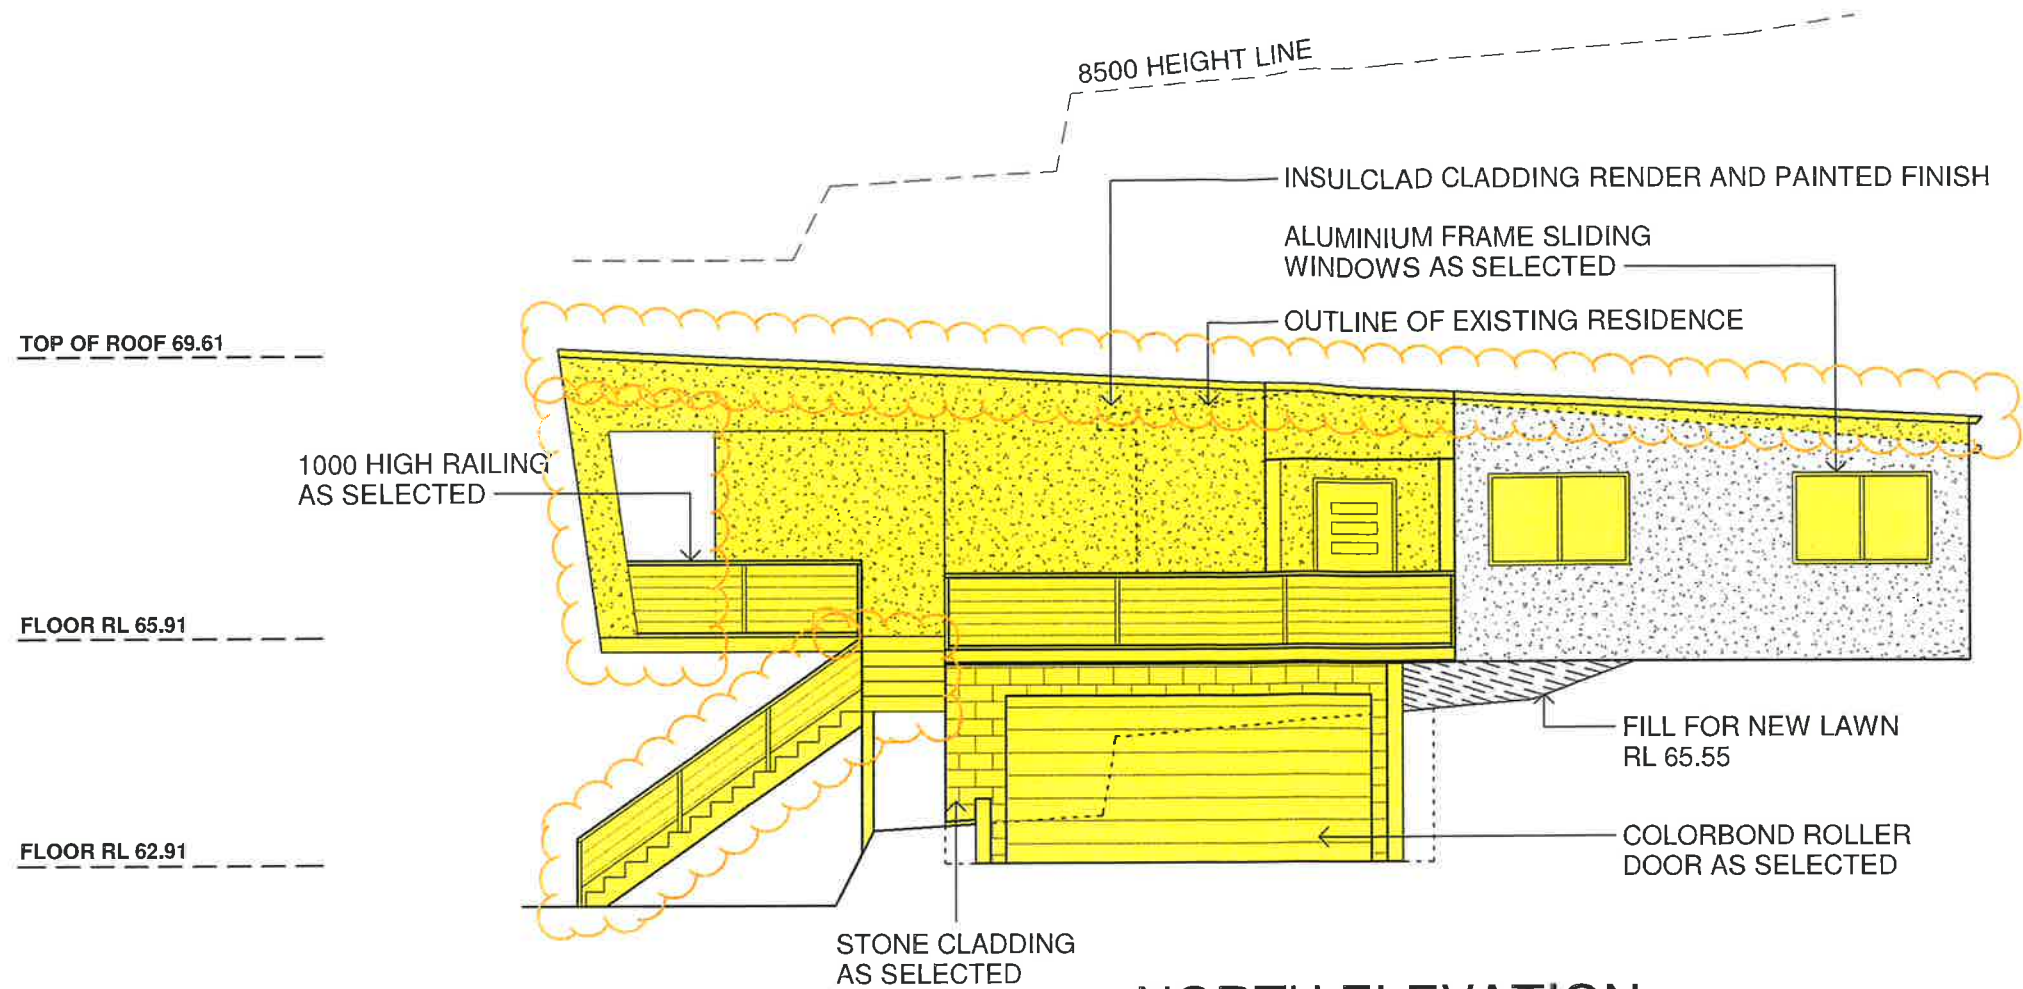 8500 HEIGHT LINE
INSULCLAD CLADDING RENDER AND PAINTED FINISH
ALUMINIUM FRAME SLIDING
WINDOWS AS SELECTED
OUTLINE OF EXISTING RESIDENCE
TOP OF ROOF 69.61
1000 HIGH RAILING
AS SELECTED
FLOOR RL 65.91
FILL FOR NEW LAWN
RL 65.55
COLORBOND ROLLER
DOOR AS SELECTED
FLOOR RL 62.91
STONE CLADDING
AS SELECTED
NORTH ELEVATION